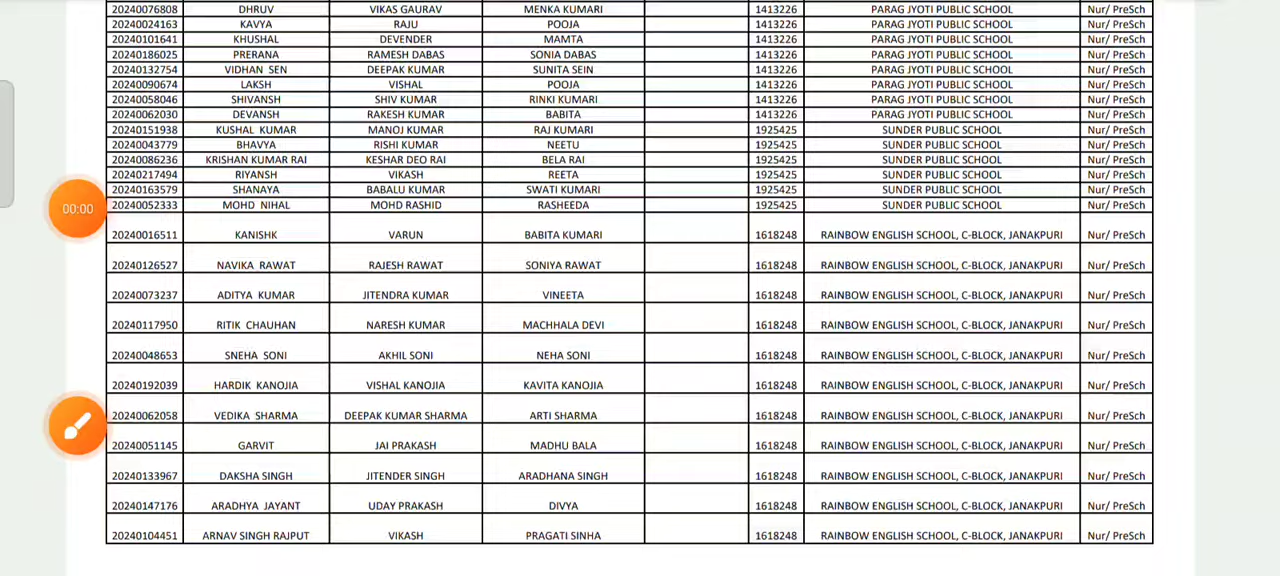 20240076808 DHRUV VIKAS GAURAV MENKA KUMARI 1413226 PARAG JYOTI PUBLIC SCHOOL Nur/ PreSch
20240024163 KAVYA RAJU POOJA 1413226 PARAG JYOTI PUBLIC SCHOOL Nur/ PreSch
20240101641 KHUSHAL DEVENDER MAMTA 1413226 PARAG JYOTI PUBLIC SCHOOL Nur/ PreSch
20240186025 PRERANA RAMESH DABAS SONIA DABAS 1413226 PARAG JYOTI PUBLIC SCHOOL Nur/ PreSch
20240132754 VIDHAN SEN DEEPAK KUMAR SUNITA SEIN 1413226 PARAG JYOTI PUBLIC SCHOOL Nur/ PreSch
20240090674 LAKSH VISHAL POOJA 1413226 PARAG JYOTI PUBLIC SCHOOL Nur/ PreSch
20240058046 SHIVANSH SHIV KUMAR RINKI KUMARI 1413226 PARAG JYOTI PUBLIC SCHOOL Nur/ PreSch
20240062030 DEVANSH RAKESH KUMAR BABITA 1413226 PARAG JYOTI PUBLIC SCHOOL Nur/ PreSch
20240151938 KUSHAL KUMAR MANOJ KUMAR RAJ KUMARI 1925425 SUNDER PUBLIC SCHOOL Nur/ PreSch
20240043779 BHAVYA RISHI KUMAR NEETU 1925425 SUNDER PUBLIC SCHOOL Nur/ PreSch
20240086236 KRISHAN KUMAR RAI KESHAR DEO RAI BELA RAI 1925425 SUNDER PUBLIC SCHOOL Nur/ PreSch
20240217494 RIYANSH VIKASH REETA 1925425 SUNDER PUBLIC SCHOOL Nur/ PreSch
20240163579 SHANAYA BABALU KUMAR SWATI KUMARI 1925425 SUNDER PUBLIC SCHOOL Nur/ PreSch
00:00
20240052333 MOHD NIHAL MOHD RASHID RASHEEDA 1925425 SUNDER PUBLIC SCHOOL Nur/ PreSch
20240016511 KANISHK VARUN BABITA KUMARI 1618248 RAINBOW ENGLISH SCHOOL, C-BLOCK, JANAKPURI Nur/ PreSch
20240126527 NAVIKA RAWAT RAJESH RAWAT SONIYA RAWAT 1618248 RAINBOW ENGLISH SCHOOL, C-BLOCK, JANAKPURI Nur/ PreSch
20240073237 ADITYA KUMAR JITENDRA KUMAR VINEETA 1618248 RAINBOW ENGLISH SCHOOL, C-BLOCK, JANAKPURI Nur/ PreSch
20240117950 RITIK CHAUHAN NARESH KUMAR MACHHALA DEVI 1618248 RAINBOW ENGLISH SCHOOL, C-BLOCK, JANAKPURI Nur/ PreSch
20240048653 SNEHA SONI AKHIL SONI NEHA SONI 1618248 RAINBOW ENGLISH SCHOOL, C-BLOCK, JANAKPURI Nur/ PreSch
20240192039 HARDIK KANOJIA VISHAL KANOJIA KAVITA KANOJIA 1618248 RAINBOW ENGLISH SCHOOL, C-BLOCK, JANAKPURI Nur/ PreSch
20240062058 VEDIKA SHARMA DEEPAK KUMAR SHARMA ARTI SHARMA 1618248 RAINBOW ENGLISH SCHOOL, C-BLOCK, JANAKPURI Nur/ PreSch
20240051145 GARVIT JAI PRAKASH MADHU BALA 1618248 RAINBOW ENGLISH SCHOOL, C-BLOCK, JANAKPURI Nur/ PreSch
20240133967 DAKSHA SINGH JITENDER SINGH ARADHANA SINGH 1618248 RAINBOW ENGLISH SCHOOL, C-BLOCK, JANAKPURI Nur/ PreSch
20240147176 ARADHYA JAYANT UDAY PRAKASH DIVYA 1618248 RAINBOW ENGLISH SCHOOL, C-BLOCK, JANAKPURI Nur/ PreSch
20240104451 ARNAV SINGH RAJPUT VIKASH PRAGATI SINHA 1618248 RAINBOW ENGLISH SCHOOL, C-BLOCK, JANAKPURI Nur/ PreSch